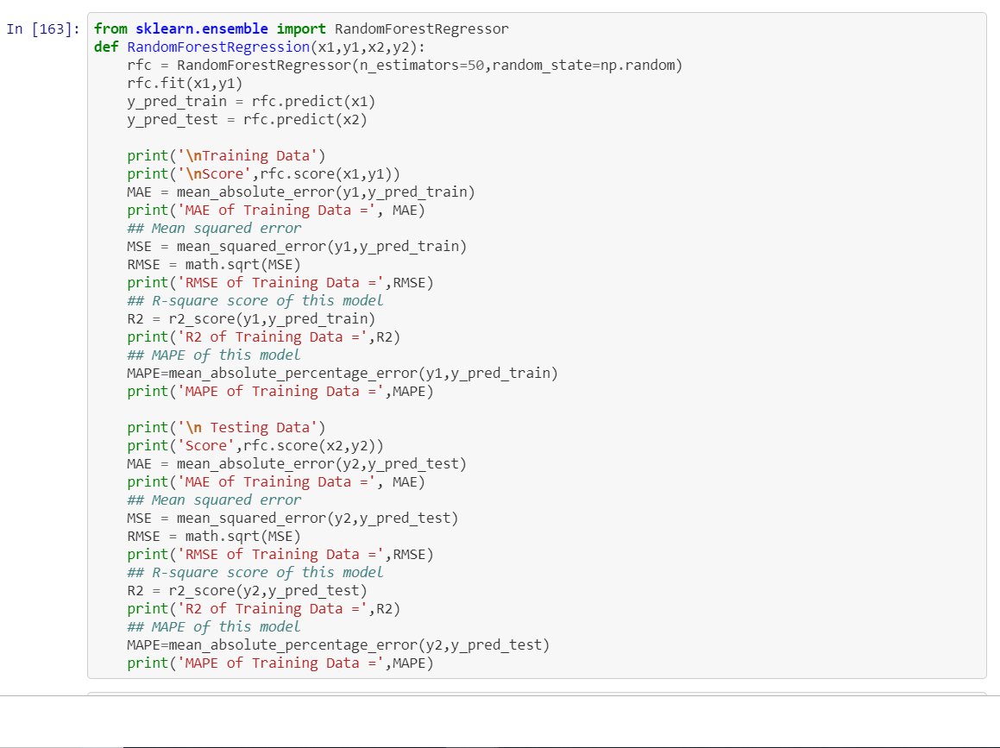 In [163]: from sklearn.ensemble import RandomForestRegressor
def RandomForestRegression(x1,y1,x2,y2):
    rfc = RandomForestRegressor(n_estimators=50,random_state=np.random)
    rfc.fit(x1,y1)
    y_pred_train = rfc.predict(x1)
    y_pred_test = rfc.predict(x2)

    print('\nTraining Data')
    print('\nScore',rfc.score(x1,y1))
    MAE = mean_absolute_error(y1,y_pred_train)
    print('MAE of Training Data =', MAE)
    ## Mean squared error
    MSE = mean_squared_error(y1,y_pred_train)
    RMSE = math.sqrt(MSE)
    print('RMSE of Training Data =',RMSE)
    ## R-square score of this model
    R2 = r2_score(y1,y_pred_train)
    print('R2 of Training Data =',R2)
    ## MAPE of this model
    MAPE=mean_absolute_percentage_error(y1,y_pred_train)
    print('MAPE of Training Data =',MAPE)

    print('\n Testing Data')
    print('Score',rfc.score(x2,y2))
    MAE = mean_absolute_error(y2,y_pred_test)
    print('MAE of Training Data =', MAE)
    ## Mean squared error
    MSE = mean_squared_error(y2,y_pred_test)
    RMSE = math.sqrt(MSE)
    print('RMSE of Training Data =',RMSE)
    ## R-square score of this model
    R2 = r2_score(y2,y_pred_test)
    print('R2 of Training Data =',R2)
    ## MAPE of this model
    MAPE=mean_absolute_percentage_error(y2,y_pred_test)
    print('MAPE of Training Data =',MAPE)